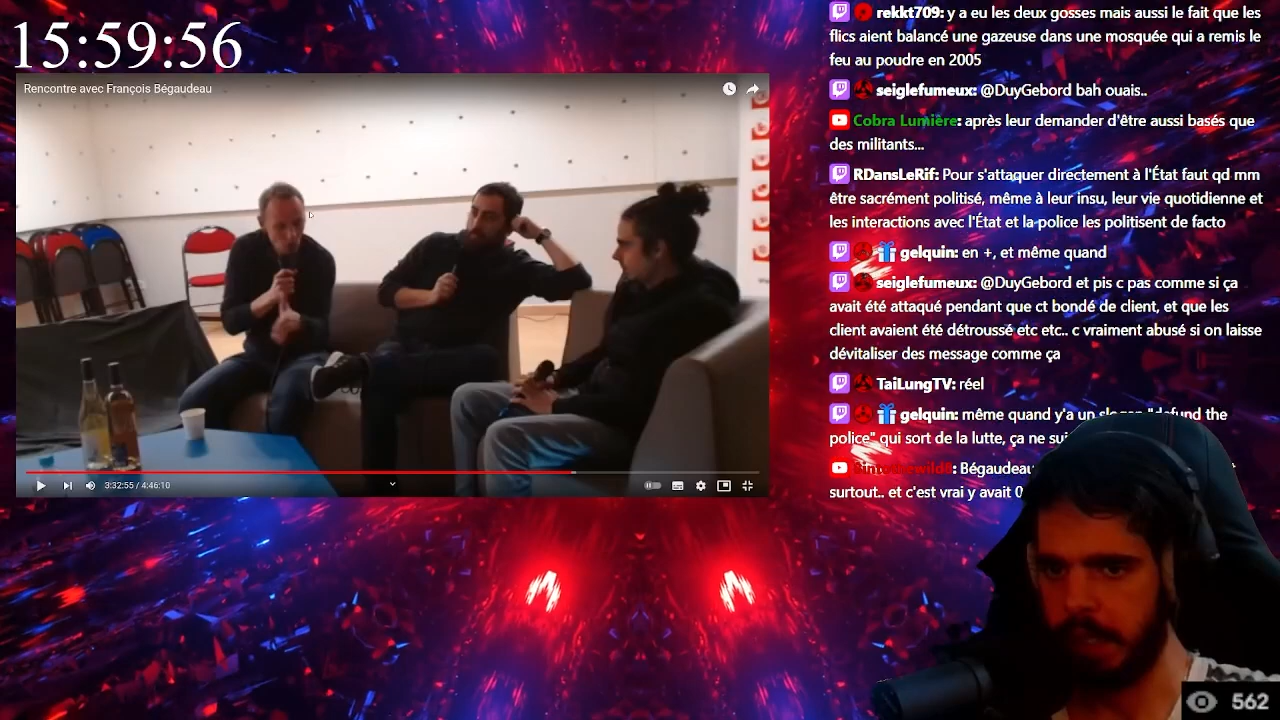 15:59:56
Rencontre avec François Bégaudeau
3:32:55 / 4:46:10
rekkt709: y a eu les deux gosses mais aussi le fait que les
flics aient balancé une gazeuse dans une mosquée qui a remis le
feu au poudre en 2005
seiglefumeux: @DuyGebord bah ouais..
Cobra Lumière: après leur demander d'être aussi basés que
des militants...
RDansLeRif: Pour s'attaquer directement à l'État faut qd mm
être sacrément politisé, même à leur insu, leur vie quotidienne et
les interactions avec l'État et la police les politisent de facto
gelquin: en +, et même quand
seiglefumeux: @DuyGebord et pis c pas comme si ça
avait été attaqué pendant que ct bondé de client, et que les
client avaient été détroussé etc etc.. c vraiment abusé si on laisse
dévitaliser des message comme ça
TaiLungTV: réel
gelquin: même quand y'a un slogan "defund the
police" qui sort de la lutte, ça ne
Bégaudeau
surtout.. et c'est vrai y avait
562